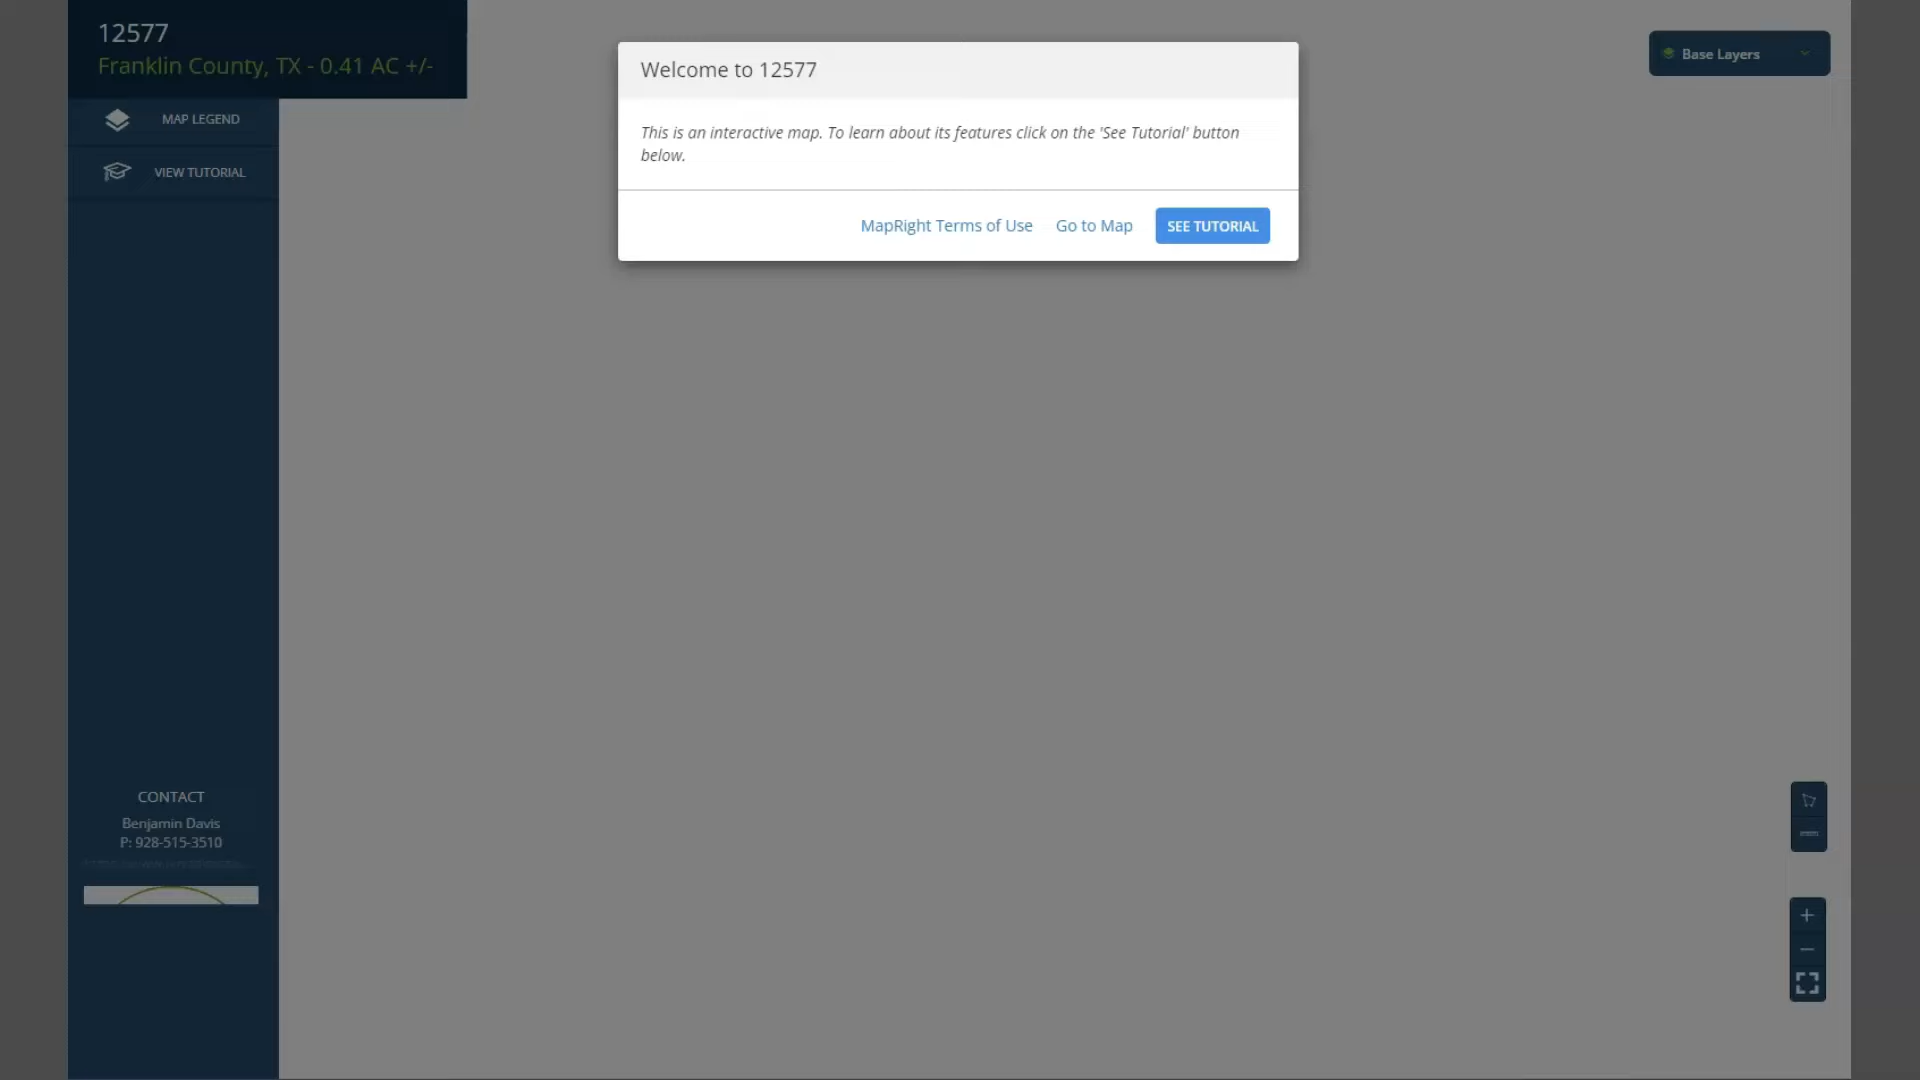 12577
Franklin County, TX - 0.41 AC +/-
MAP LEGEND
VIEW TUTORIAL
Welcome to 12577
This is an interactive map. To learn about its features click on the 'See Tutorial' button
below.
MapRight Terms of Use Go to Map SEE TUTORIAL
Base Layers
CONTACT
Benjamin Davis
P: 928-515-3510